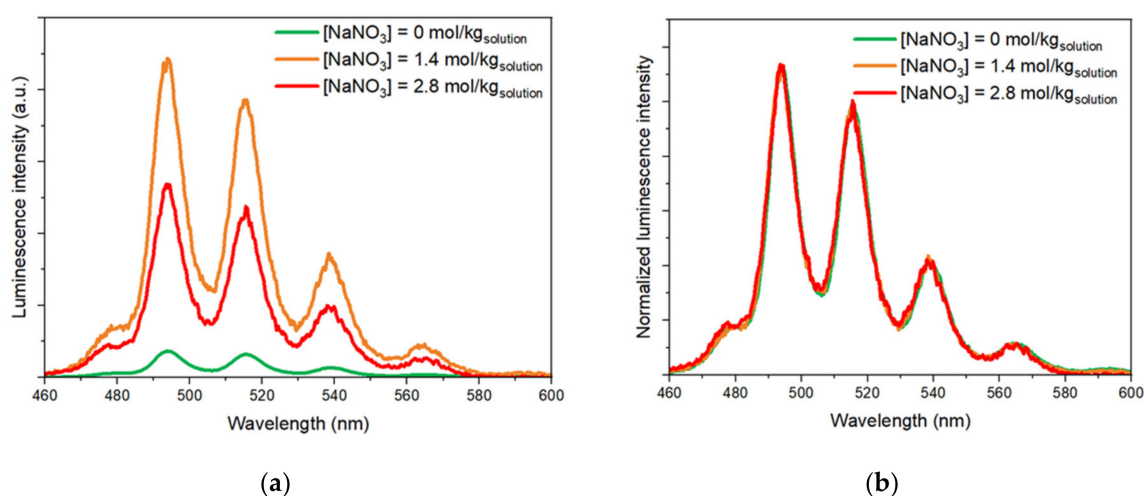 [NaNO3] = 0 mol/kgsolution
[NaNO3] = 1.4 mol/kgsolution
[NaNO3] = 2.8 mol/kgsolution
Luminescence intensity (a.u.)
460 480 500 520 540 560 580 600
Wavelength (nm)
(a)
[NaNO3] = 0 mol/kgsolution
[NaNO3] = 1.4 mol/kgsolution
[NaNO3] = 2.8 mol/kgsolution
Normalized luminescence intensity
460 480 500 520 540 560 580 600
Wavelength (nm)
(b)